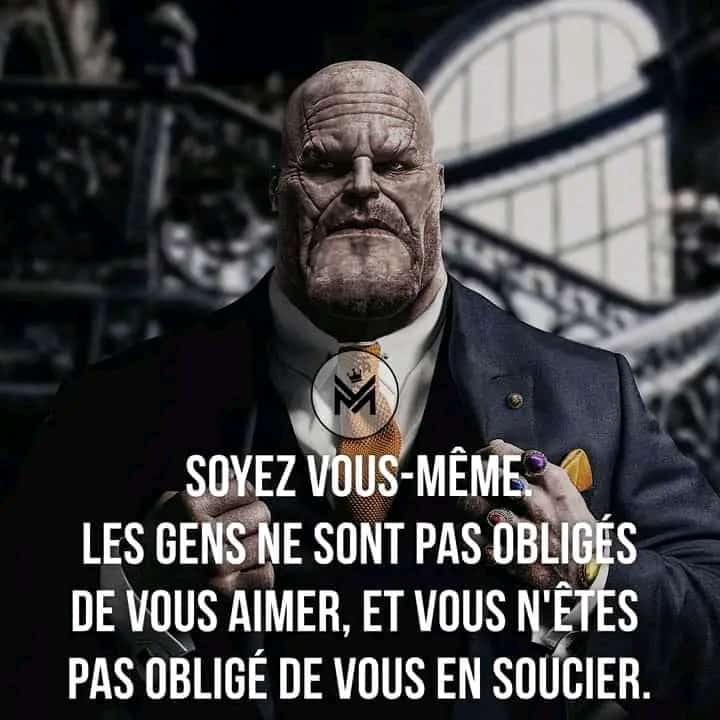 M
SOYEZ VOUS-MÊME.
LES GENS NE SONT PAS OBLIGÉS
DE VOUS AIMER, ET VOUS N'ÊTES
PAS OBLIGÉ DE VOUS EN SOUCIER.